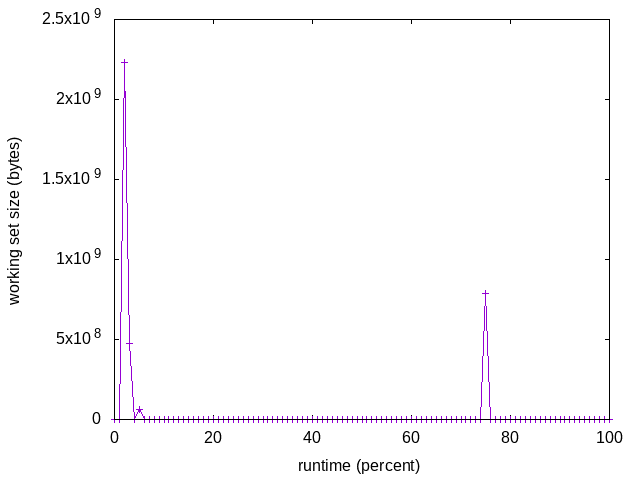 2.5x10^9
2x10^9
1.5x10^9
1x10^9
5x10^8
0
working set size (bytes)
0 20 40 60 80 100
runtime (percent)